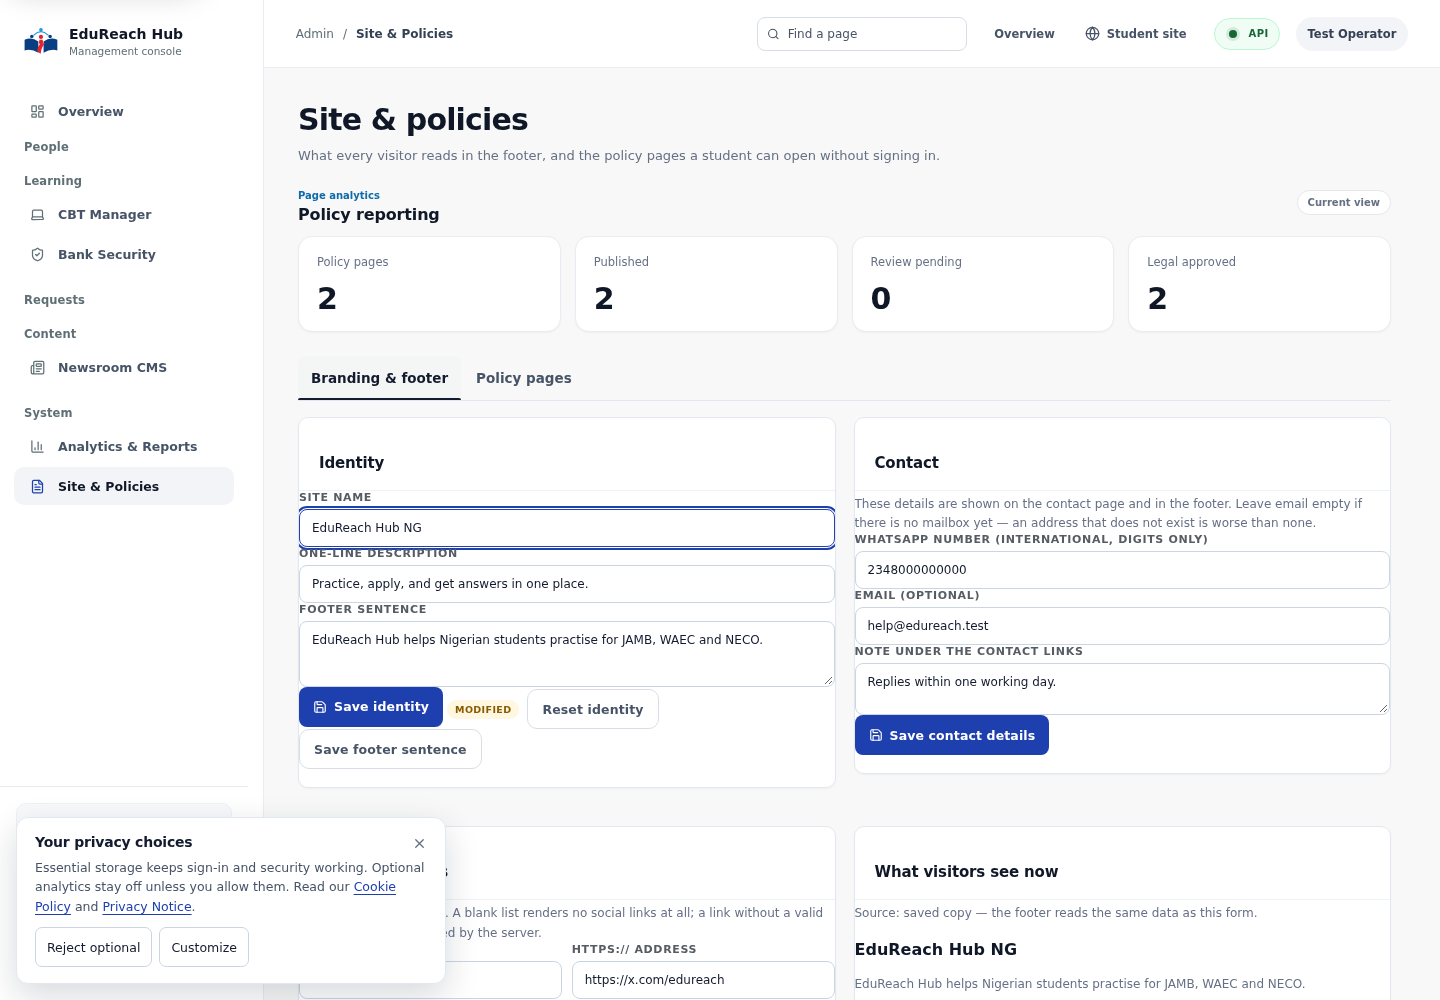 EduReach Hub
Management console
Overview
People
Learning
CBT Manager
Bank Security
Requests
Content
Newsroom CMS
System
Analytics & Reports
Site & Policies
Admin / Site & Policies
Find a page
Overview
Student site
API
Test Operator
Site & policies
What every visitor reads in the footer, and the policy pages a student can open without signing in.
Page analytics
Policy reporting
Current view
Policy pages
2
Published
2
Review pending
0
Legal approved
2
Branding & footer
Policy pages
Identity
SITE NAME
EduReach Hub NG
ONE-LINE DESCRIPTION
Practice, apply, and get answers in one place.
FOOTER SENTENCE
EduReach Hub helps Nigerian students practise for JAMB, WAEC and NECO.
Save identity
MODIFIED
Reset identity
Save footer sentence
Contact
These details are shown on the contact page and in the footer. Leave email empty if
there is no mailbox yet — an address that does not exist is worse than none.
WHATSAPP NUMBER (INTERNATIONAL, DIGITS ONLY)
2348000000000
EMAIL (OPTIONAL)
help@edureach.test
NOTE UNDER THE CONTACT LINKS
Replies within one working day.
Save contact details
. A blank list renders no social links at all; a link without a valid
by the server.
HTTPS:// ADDRESS
https://x.com/edureach
What visitors see now
Source: saved copy — the footer reads the same data as this form.
EduReach Hub NG
EduReach Hub helps Nigerian students practise for JAMB, WAEC and NECO.
Your privacy choices
Essential storage keeps sign-in and security working. Optional
analytics stay off unless you allow them. Read our Cookie
Policy and Privacy Notice.
Reject optional
Customize